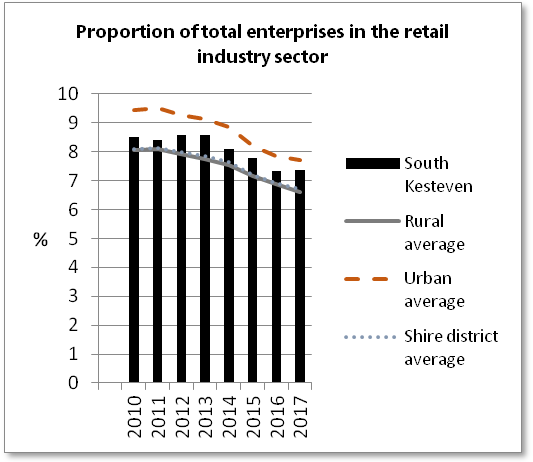 Proportion of total enterprises in the retail
industry sector
10
9
8
7
6
5
4
3
2
1
0
%
2010
2011
2012
2013
2014
2015
2016
2017
South
Kesteven
Rural
average
Urban
average
Shire district
average